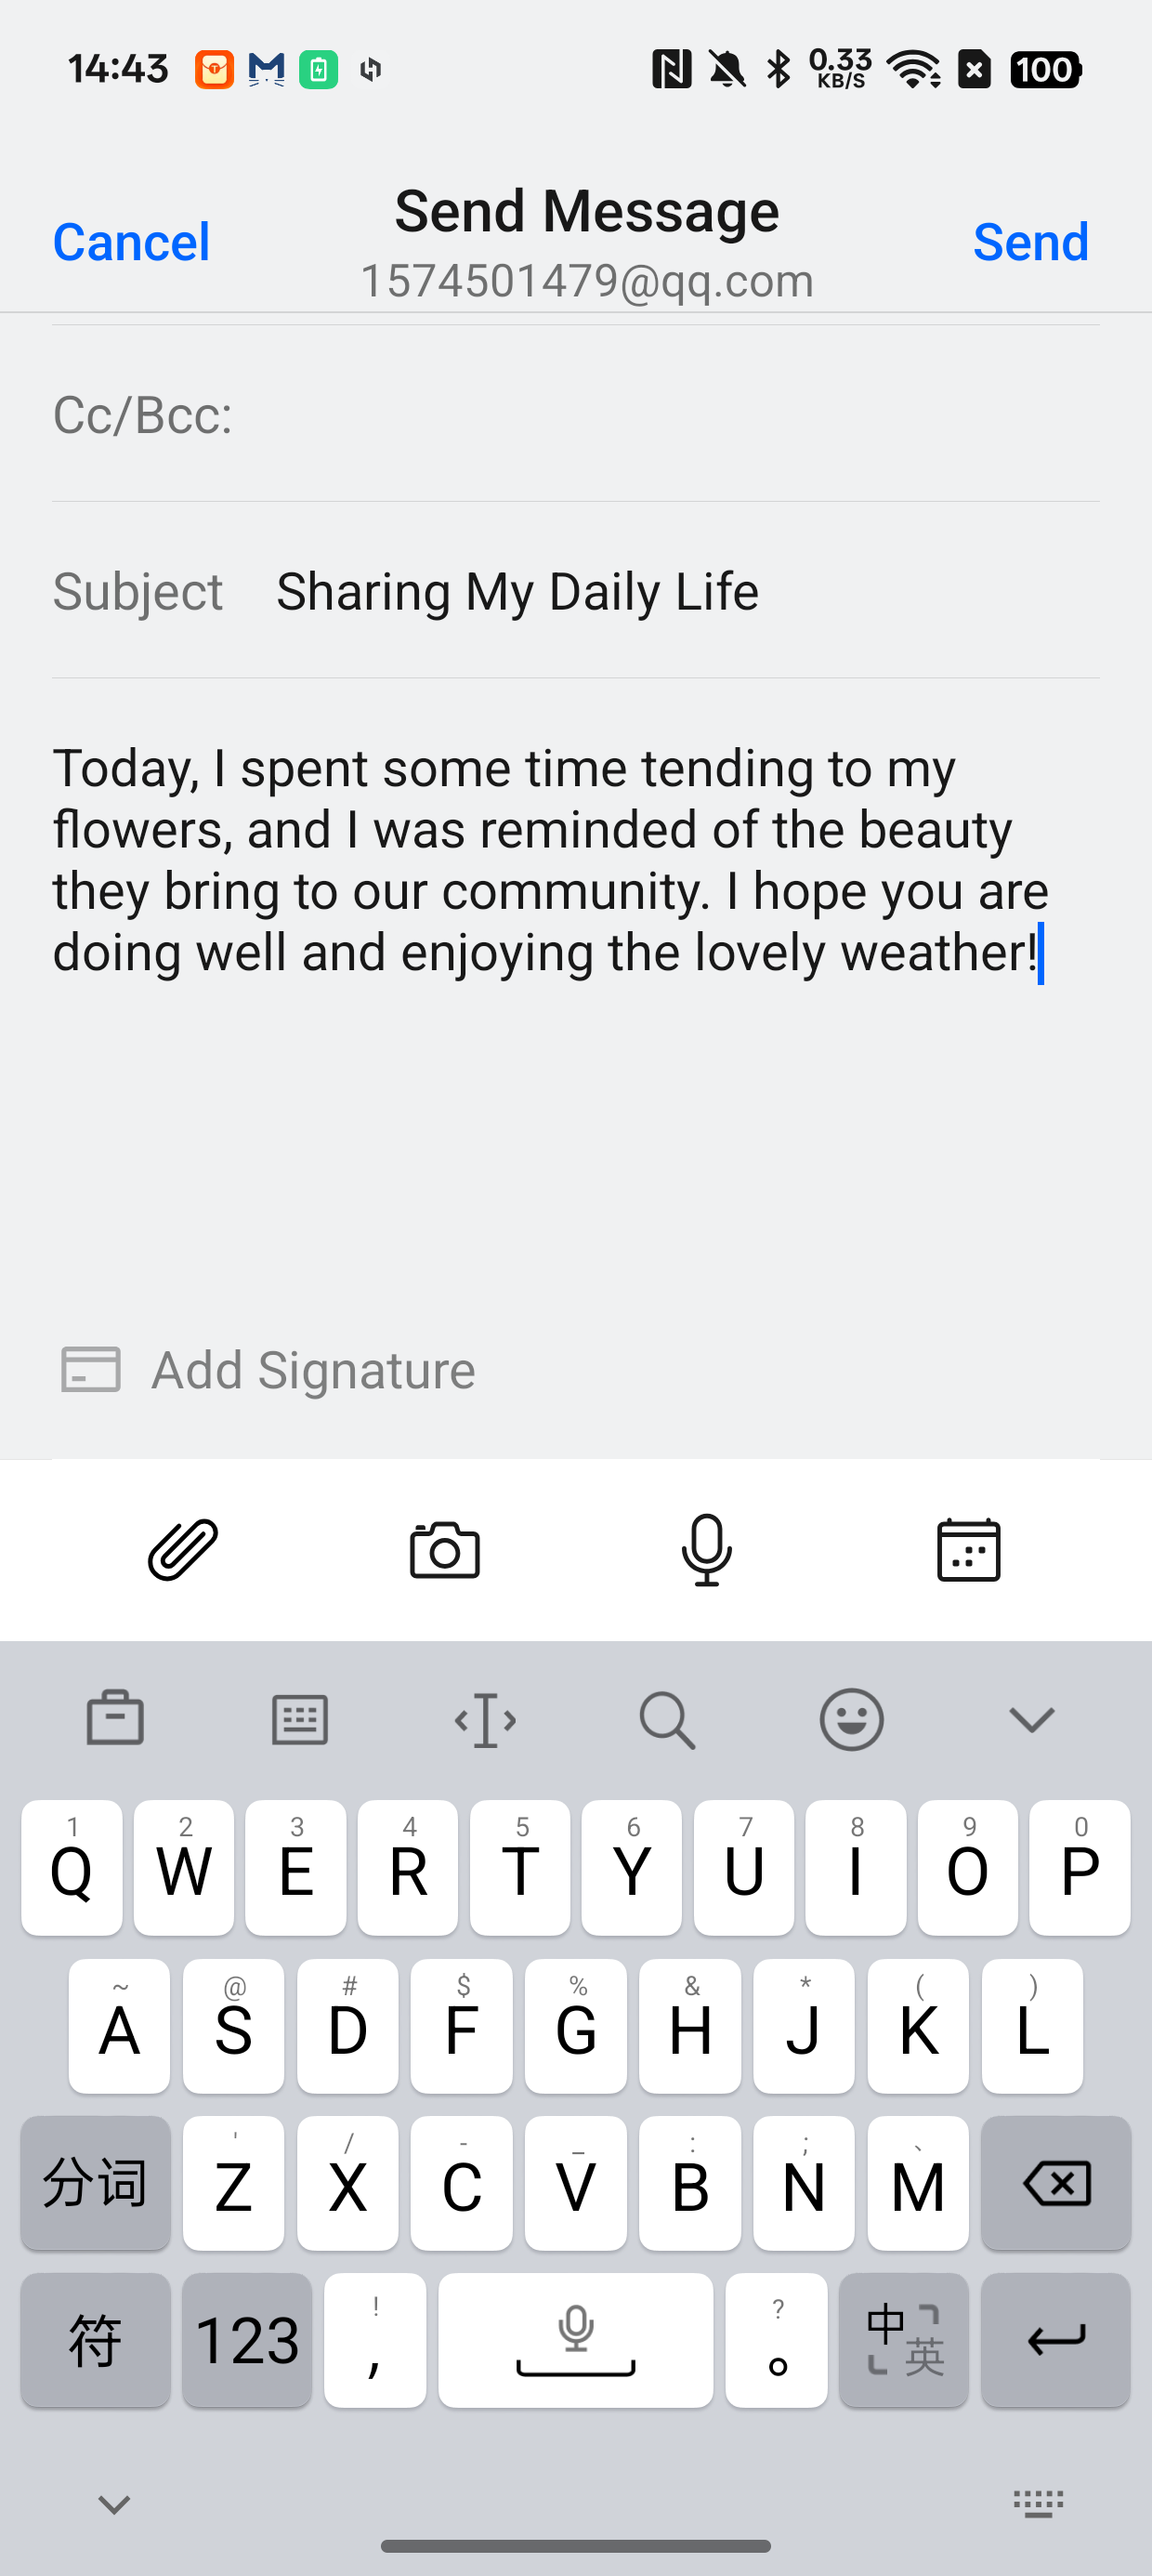 14:43 0.33 KB/S 100
Cancel Send Message Send
1574501479@qq.com
Cc/Bcc:
Subject Sharing My Daily Life
Today, I spent some time tending to my
flowers, and I was reminded of the beauty
they bring to our community. I hope you are
doing well and enjoying the lovely weather!
Add Signature
1 2 3 4 5 6 7 8 9 0
Q W E R T Y U I O P
~ @ # $ % & * ( )
A S D F G H J K L
' / - _ : ; 、
分词 Z X C V B N M
! ?
符 123 , 。 中 英